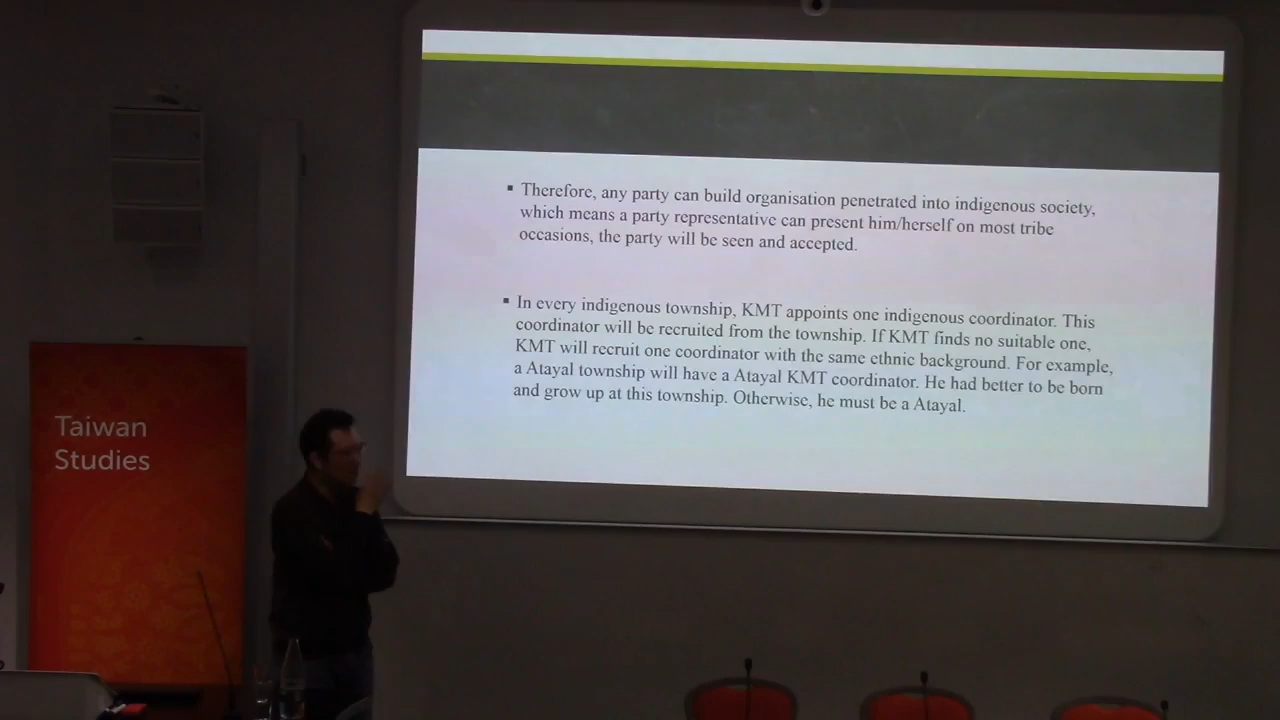 Therefore, any party can build organisation penetrated into indigenous society,
which means a party representative can present him/herself on most tribe
occasions, the party will be seen and accepted.
In every indigenous township, KMT appoints one indigenous coordinator. This
coordinator will be recruited from the township. If KMT finds no suitable one,
KMT will recruit one coordinator with the same ethnic background. For example,
a Atayal township will have a Atayal KMT coordinator. He had better to be born
and grow up at this township. Otherwise, he must be a Atayal.
Taiwan
Studies